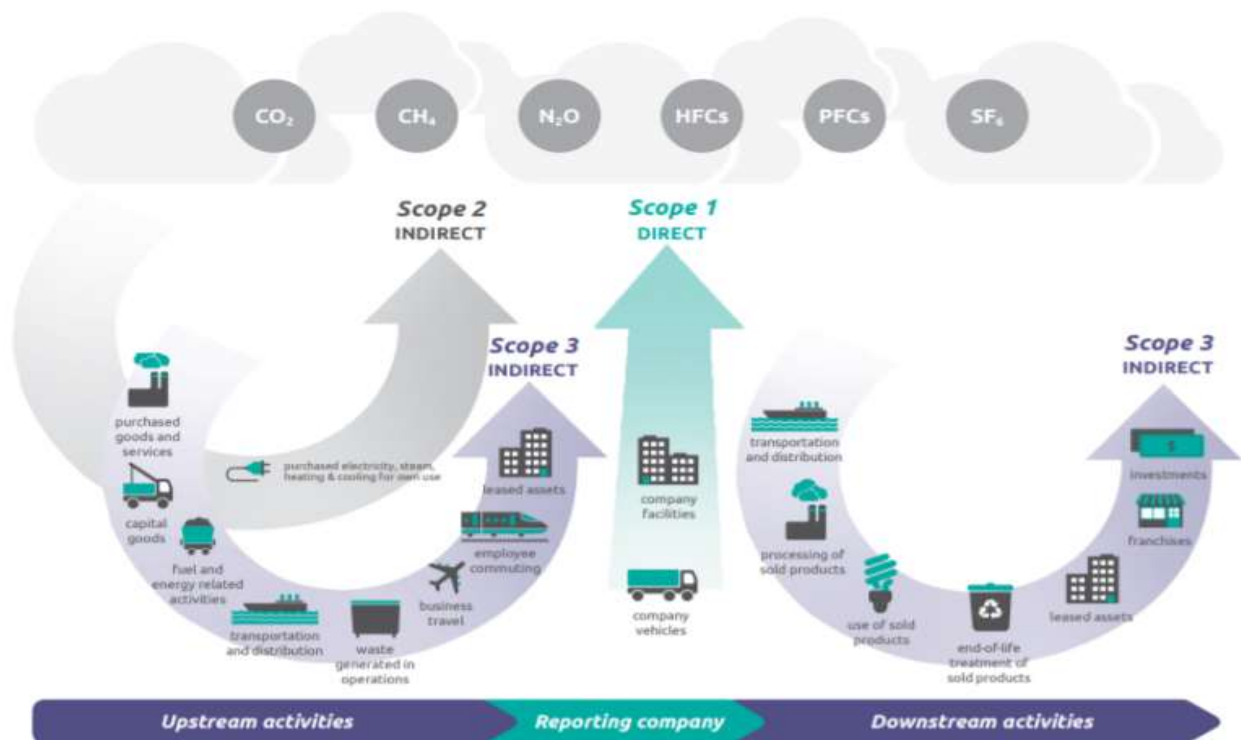 CO₂
CH₄
N₂O
HFCs
PFCs
SF₆
Scope 2
INDIRECT
Scope 1
DIRECT
Scope 3
INDIRECT
Scope 3
INDIRECT
purchased
goods and
services
capital
goods
fuel and
energy related
activities
transportation
and distribution
waste
generated in
operations
business
travel
employee
commuting
leased assets
purchased electricity, steam,
heating & cooling for own use
company
facilities
company
vehicles
transportation
and distribution
processing of
sold products
use of sold
products
end-of-life
treatment of
sold products
leased assets
franchises
investments
$
Upstream activities
Reporting company
Downstream activities